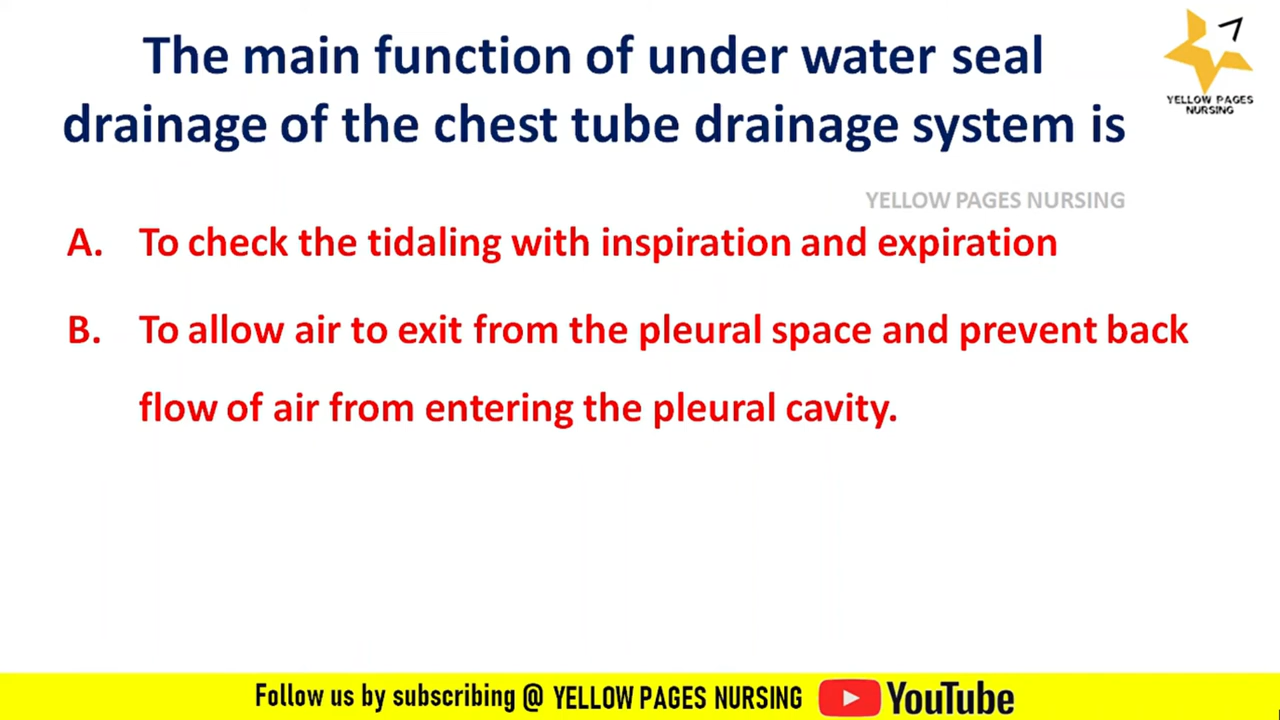 The main function of under water seal
drainage of the chest tube drainage system is
YELLOW PAGES
NURSING
YELLOW PAGES NURSING
A. To check the tidaling with inspiration and expiration
B. To allow air to exit from the pleural space and prevent back
flow of air from entering the pleural cavity.
Follow us by subscribing @ YELLOW PAGES NURSING YouTube